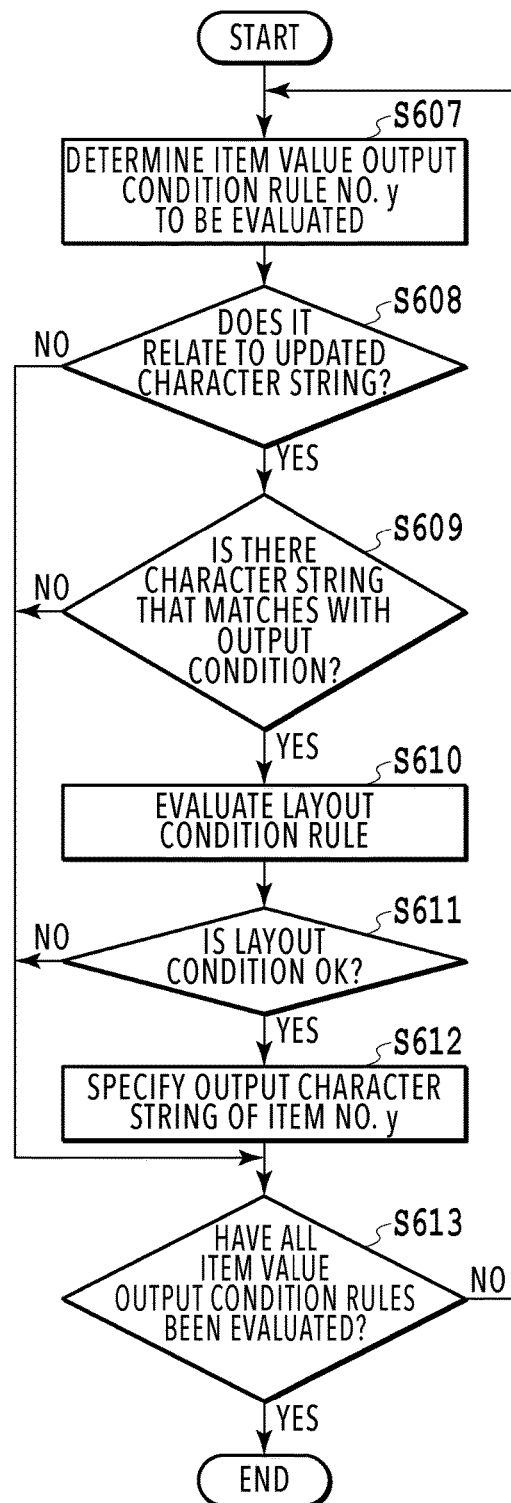 START
S607
DETERMINE ITEM VALUE OUTPUT
CONDITION RULE NO. y
TO BE EVALUATED
S608
DOES IT
RELATE TO UPDATED
CHARACTER STRING?
NO
YES
S609
IS THERE
CHARACTER STRING
THAT MATCHES WITH
OUTPUT
CONDITION?
NO
YES
S610
EVALUATE LAYOUT
CONDITION RULE
S611
IS LAYOUT
CONDITION OK?
NO
YES
S612
SPECIFY OUTPUT CHARACTER
STRING OF ITEM NO. y
S613
HAVE ALL
ITEM VALUE
OUTPUT CONDITION RULES
BEEN EVALUATED?
NO
YES
END